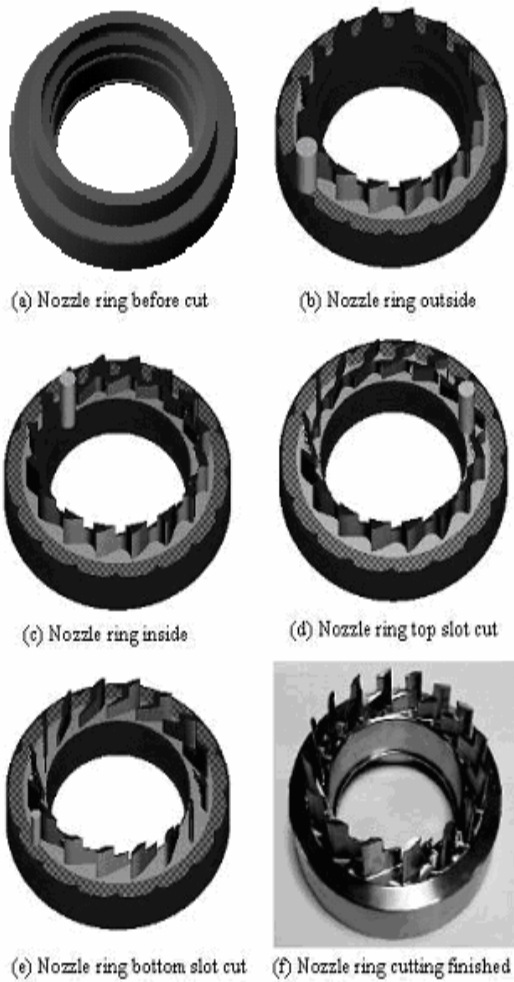 (a) Nozzle ring before cut
(b) Nozzle ring outside
(c) Nozzle ring inside
(d) Nozzle ring top slot cut
(e) Nozzle ring bottom slot cut
(f) Nozzle ring cutting finished